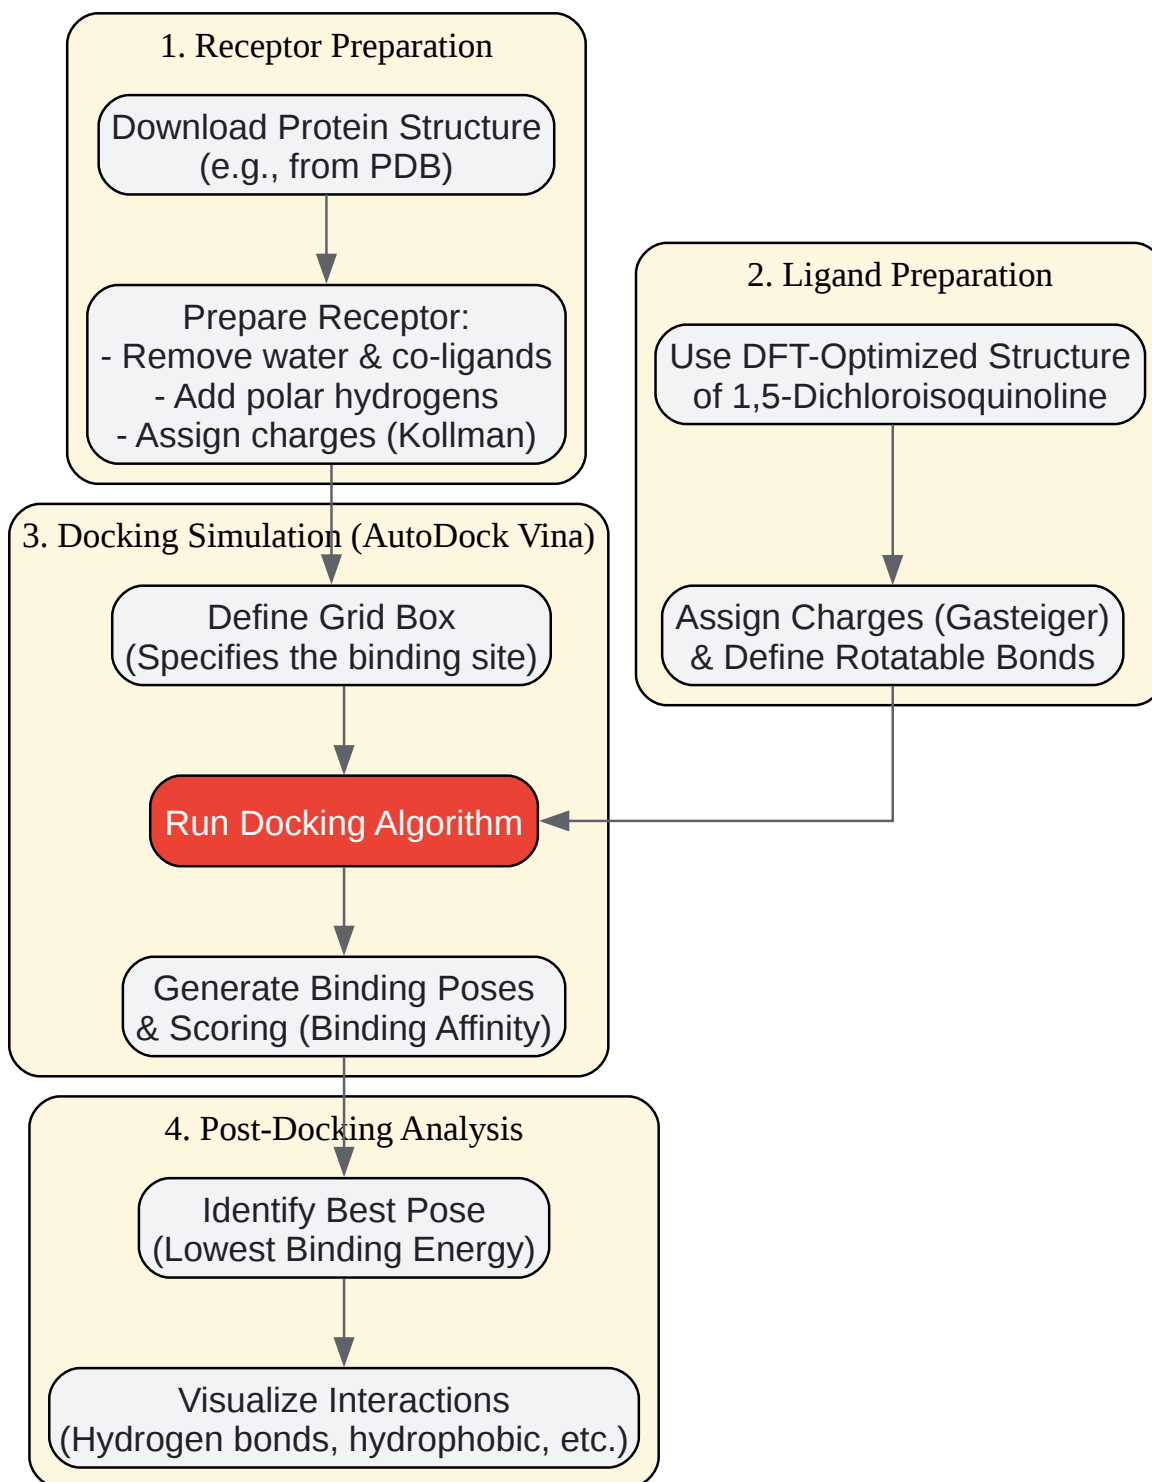 1. Receptor Preparation
Download Protein Structure
(e.g., from PDB)
Prepare Receptor:
- Remove water & co-ligands
- Add polar hydrogens
- Assign charges (Kollman)
2. Ligand Preparation
Use DFT-Optimized Structure
of 1,5-Dichloroisoquinoline
Assign Charges (Gasteiger)
& Define Rotatable Bonds
3. Docking Simulation (AutoDock Vina)
Define Grid Box
(Specifies the binding site)
Run Docking Algorithm
Generate Binding Poses
& Scoring (Binding Affinity)
4. Post-Docking Analysis
Identify Best Pose
(Lowest Binding Energy)
Visualize Interactions
(Hydrogen bonds, hydrophobic, etc.)